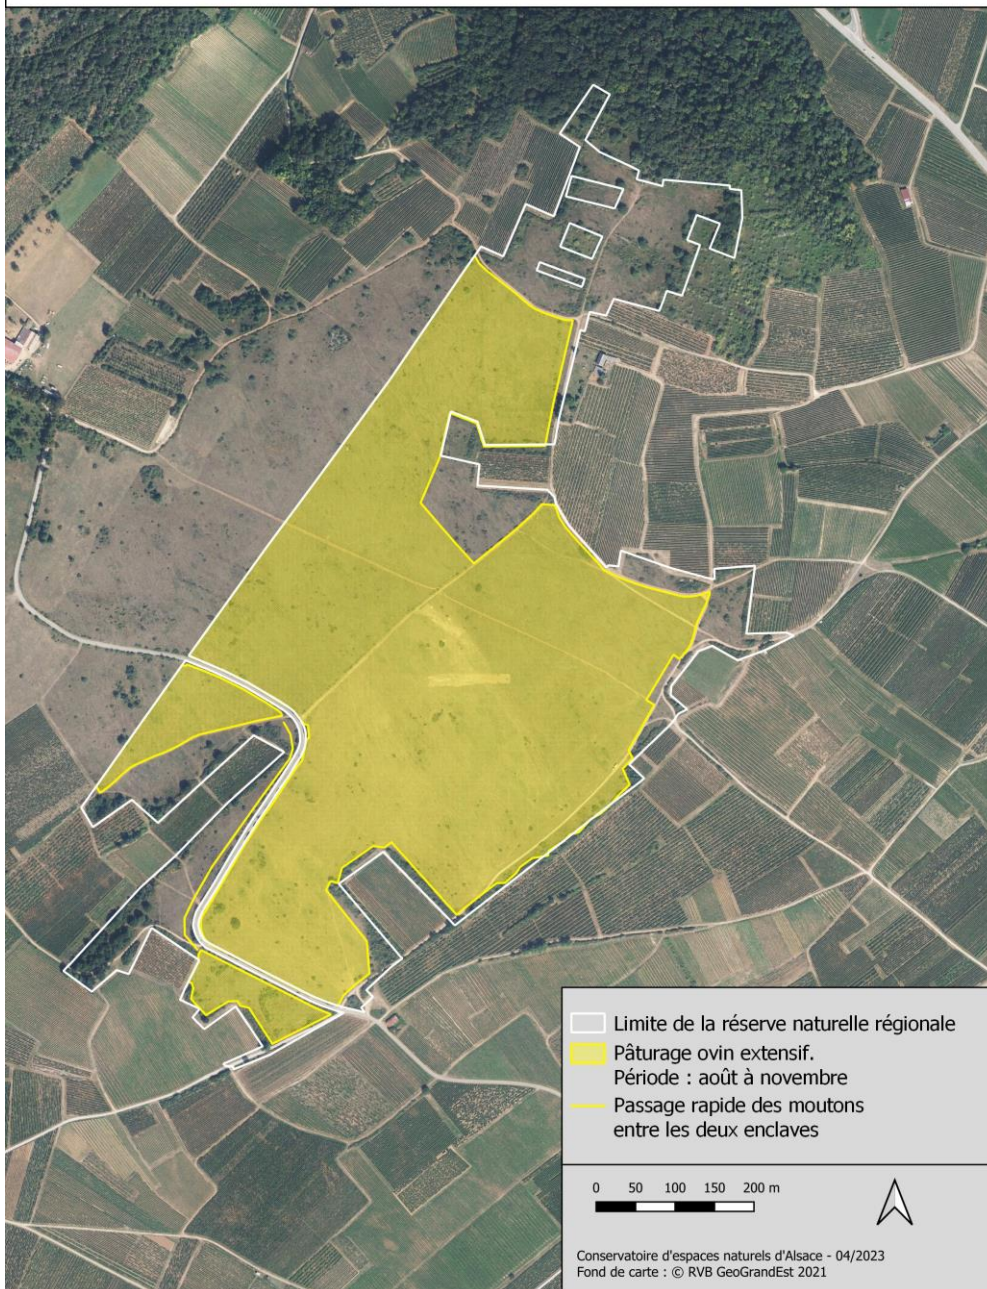 Limite de la réserve naturelle régionale
Pâturage ovin extensif.
Période : août à novembre
Passage rapide des moutons
entre les deux enclaves
0 50 100 150 200 m
Conservatoire d'espaces naturels d'Alsace - 04/2023
Fond de carte : © RVB GeoGrandEst 2021